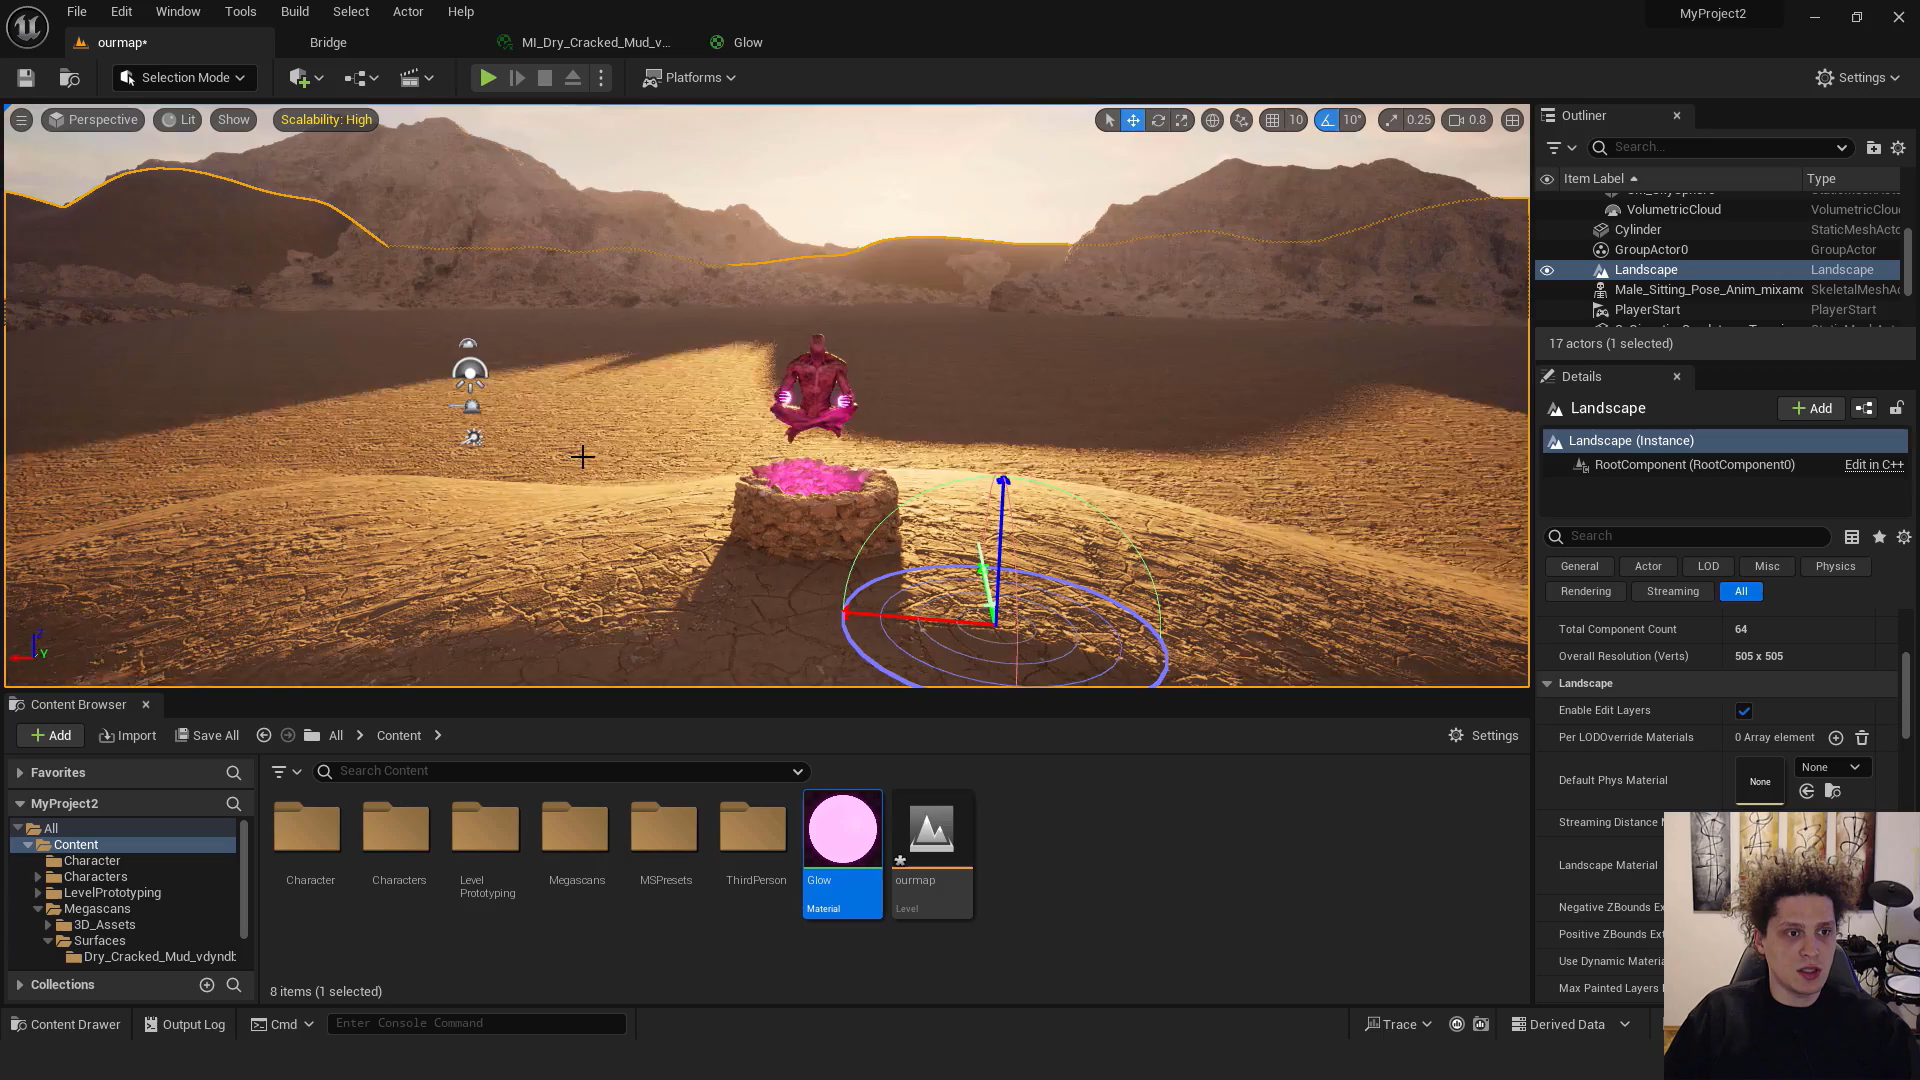 File Edit Window Tools Build Select Actor Help
MyProject2
ourmap*
Bridge
MI_Dry_Cracked_Mud_v...
Glow
Selection Mode
Platforms
Settings
Perspective
Lit
Show
Scalability: High
10
10°
0.25
0.8
Outliner
Search...
Item Label
Type
VolumetricCloud
VolumetricClou
Cylinder
StaticMeshActo
GroupActor0
GroupActor
Landscape
Landscape
Male_Sitting_Pose_Anim_mixamo
SkeletalMeshAc
PlayerStart
PlayerStart
17 actors (1 selected)
Details
Landscape
Add
Landscape (Instance)
RootComponent (RootComponent0)
Edit in C++
Search
General
Actor
LOD
Misc
Physics
Rendering
Streaming
All
Total Component Count
64
Overall Resolution (Verts)
505 x 505
Landscape
Enable Edit Layers
Per LODOverride Materials
0 Array element
Default Phys Material
None
None
Streaming Distance M
Landscape Material
Negative ZBounds Ex
Positive ZBounds Ext
Use Dynamic Materia
Max Painted Layers
Z
Y
Content Browser
Add
Import
Save All
All
Content
Settings
Favorites
Search Content
MyProject2
All
Content
Character
Characters
LevelPrototyping
Megascans
3D_Assets
Surfaces
Dry_Cracked_Mud_vdyndb
Collections
Character
Characters
Level
Prototyping
Megascans
MSPresets
ThirdPerson
Glow
Material
ourmap
Level
8 items (1 selected)
Content Drawer
Output Log
Cmd
Enter Console Command
Trace
Derived Data